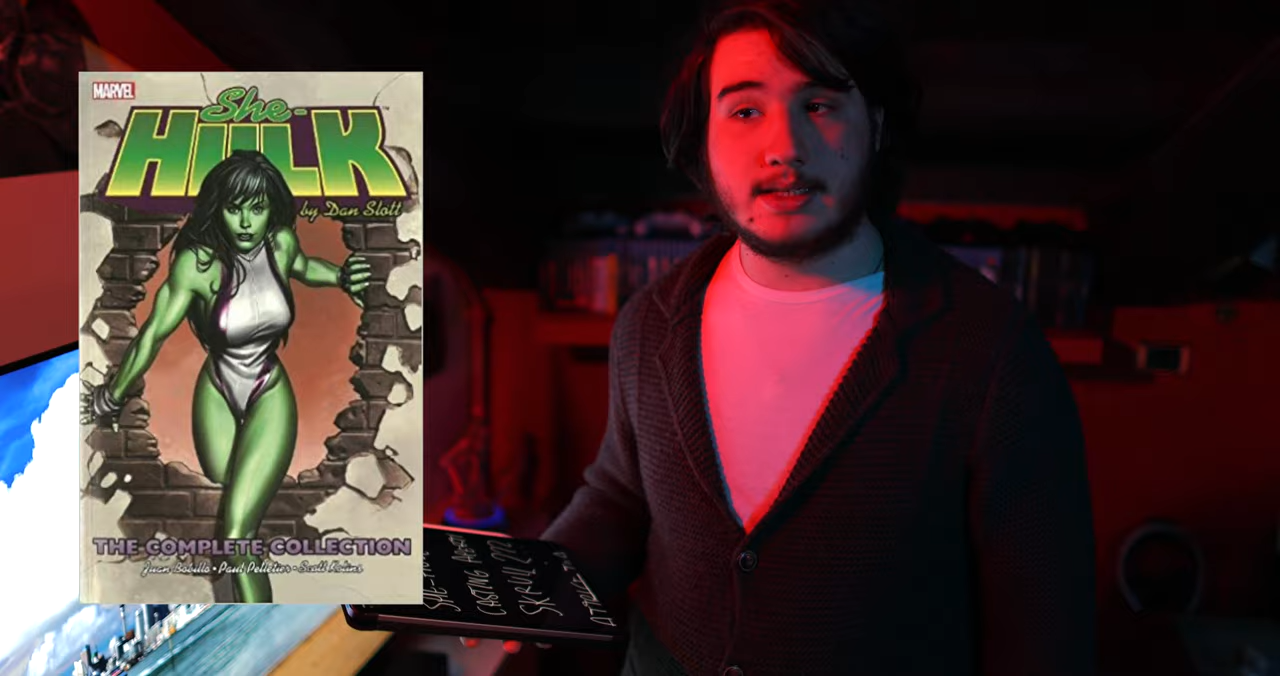 MARVEL
She-
HULK
™
by Dan Slott
THE COMPLETE COLLECTION
Juan Bobillo • Paul Pelletier • Scott Kolins
SHE-HULK
CASTING
SKRULL???